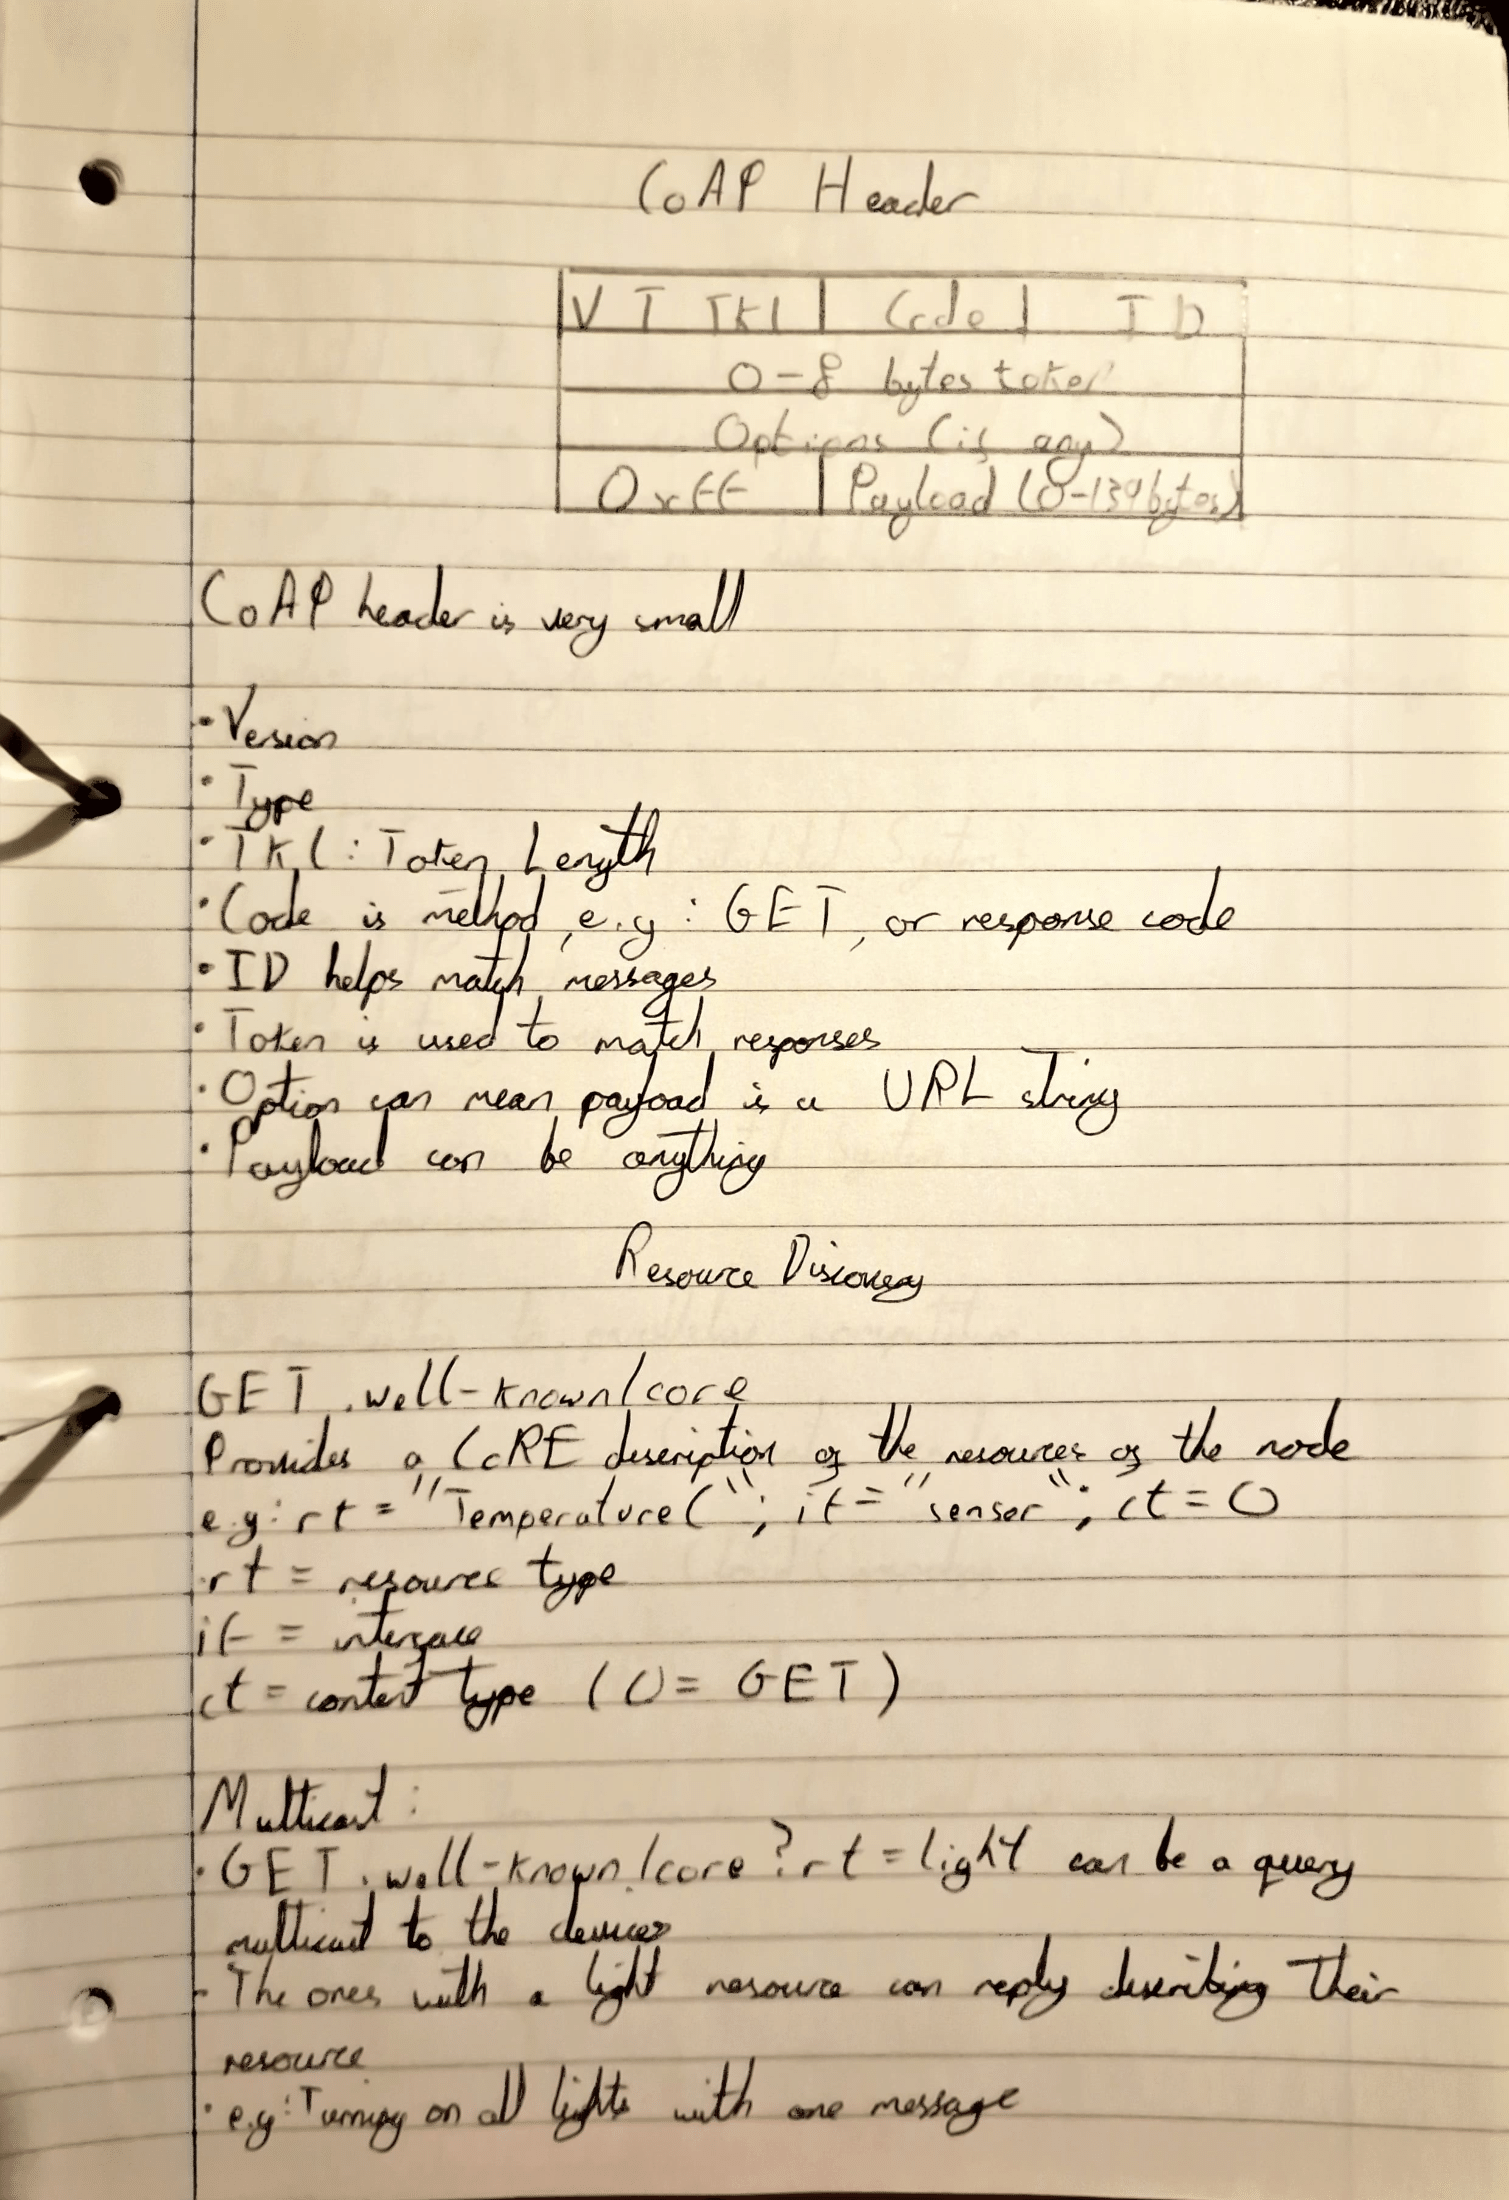 CoAP Header
V T TKL | Code | ID
0-8 bytes token
Options (if any)
0xFF | Payload (0-139 bytes)
CoAP header is very small
· Version
· Type
· TKL: Token Length
· Code is method, e.g: GET, or response code
· ID helps match messages
· Token is used to match responses
· Option can mean payload is a URL string
· Payload can be anything
Resource Discovery
GET .well-known/core
Provides a CoRE description of the resources of the node
e.g: rt = "TemperatureC"; if = "sensor"; ct = 0
rt = resource type
if = interface
ct = content type (0 = GET)
Multicast:
· GET .well-known/core?rt=light can be a query
multicast to the devices
- The ones with a light resource can reply describing their
resource
· e.g: Turning on all lights with one message